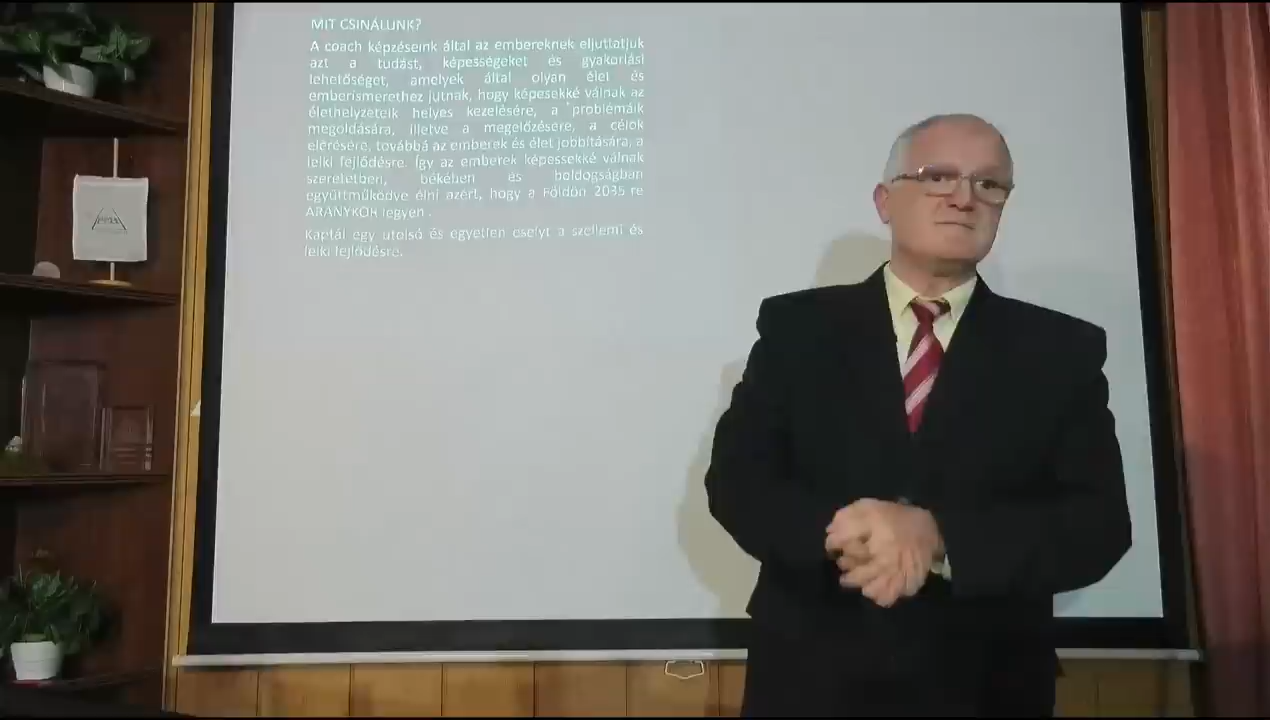 MIT CSINÁLUNK?
A coach képzéseink által az embereknek eljuttatjuk
azt a tudást, képességeket és gyakorlási
lehetőséget, amelyek által olyan élet és
emberismerethez jutnak, hogy képesekké válnak az
élethelyzeteik helyes kezelésére, a problémáik
megoldására, illetve a megelőzésére, a célok
elérésére, továbbá az emberek és élet jobbítására, a
lelki fejlődésre. Így az emberek képessekké válnak
szeretetben, békében és boldogságban
együttműködve élni azért, hogy a Földön 2035-re
ARANYKOR legyen .
Kaptál egy utolsó és egyetlen esélyt a szellemi és
lelki fejlődésre.